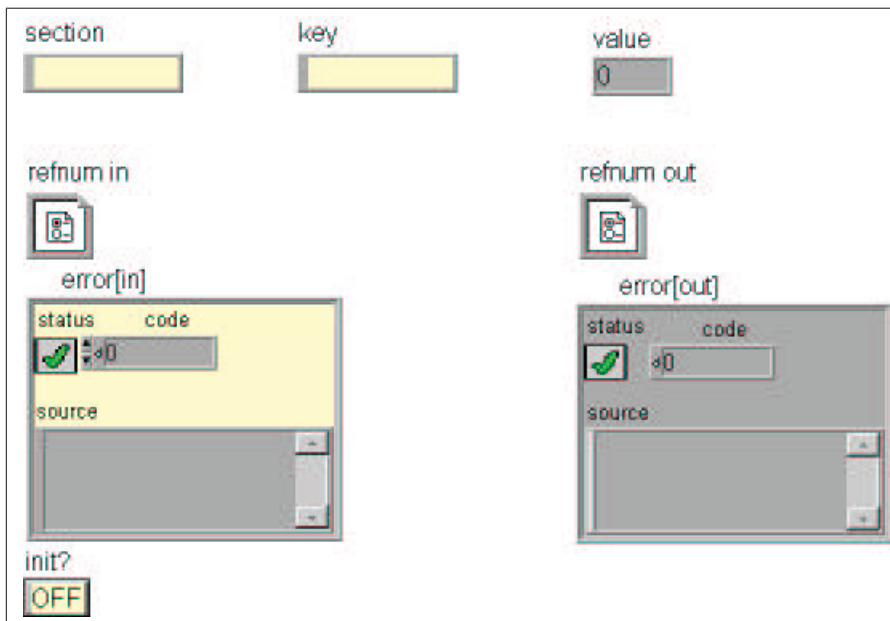 section key value
0
refnum in refnum out
error[in] error[out]
status code status code
0 0
source source
init?
OFF